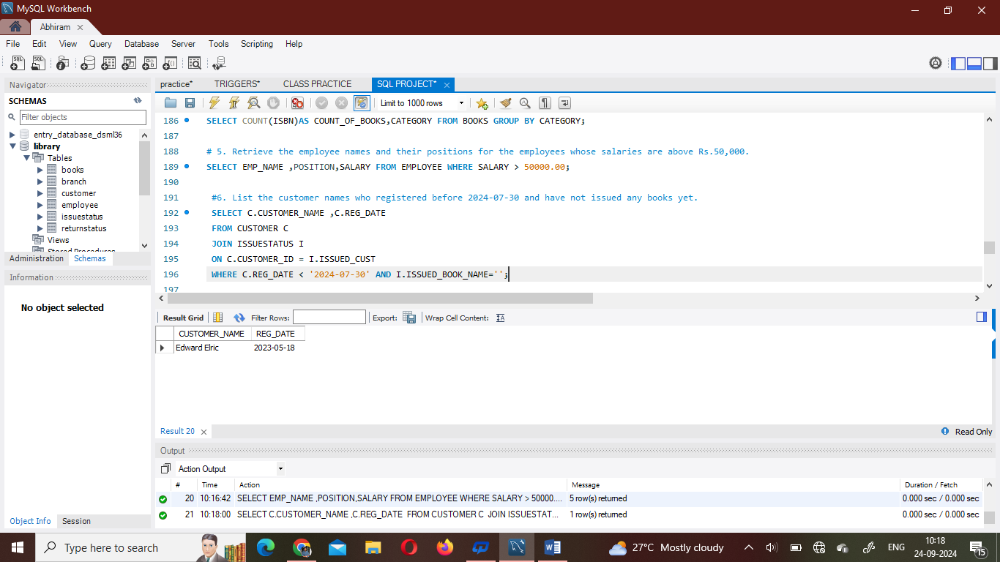 MySQL Workbench
Abhiram
File Edit View Query Database Server Tools Scripting Help
Navigator
SCHEMAS
Filter objects
entry_database_dsml36
library
Tables
books
branch
customer
employee
issuestatus
returnstatus
Views
Stored Procedures
Administration Schemas
Information
No object selected
Object Info Session
practice* TRIGGERS* CLASS PRACTICE SQL PROJECT*
Limit to 1000 rows
186 SELECT COUNT(ISBN)AS COUNT_OF_BOOKS,CATEGORY FROM BOOKS GROUP BY CATEGORY;
187
188 # 5. Retrieve the employee names and their positions for the employees whose salaries are above Rs.50,000.
189 SELECT EMP_NAME ,POSITION,SALARY FROM EMPLOYEE WHERE SALARY > 50000.00;
190
191 #6. List the customer names who registered before 2024-07-30 and have not issued any books yet.
192 SELECT C.CUSTOMER_NAME ,C.REG_DATE
193 FROM CUSTOMER C
194 JOIN ISSUESTATUS I
195 ON C.CUSTOMER_ID = I.ISSUED_CUST
196 WHERE C.REG_DATE < '2024-07-30' AND I.ISSUED_BOOK_NAME='';
197
Result Grid Filter Rows: Export: Wrap Cell Content:
CUSTOMER_NAME REG_DATE
Edward Elric 2023-05-18
Result 20 Read Only
Output
Action Output
# Time Action Message Duration / Fetch
20 10:16:42 SELECT EMP_NAME ,POSITION,SALARY FROM EMPLOYEE WHERE SALARY > 50000.... 5 row(s) returned 0.000 sec / 0.000 sec
21 10:18:00 SELECT C.CUSTOMER_NAME ,C.REG_DATE FROM CUSTOMER C JOIN ISSUESTAT... 1 row(s) returned 0.000 sec / 0.000 sec
Type here to search
27°C Mostly cloudy
ENG
10:18
24-09-2024
15